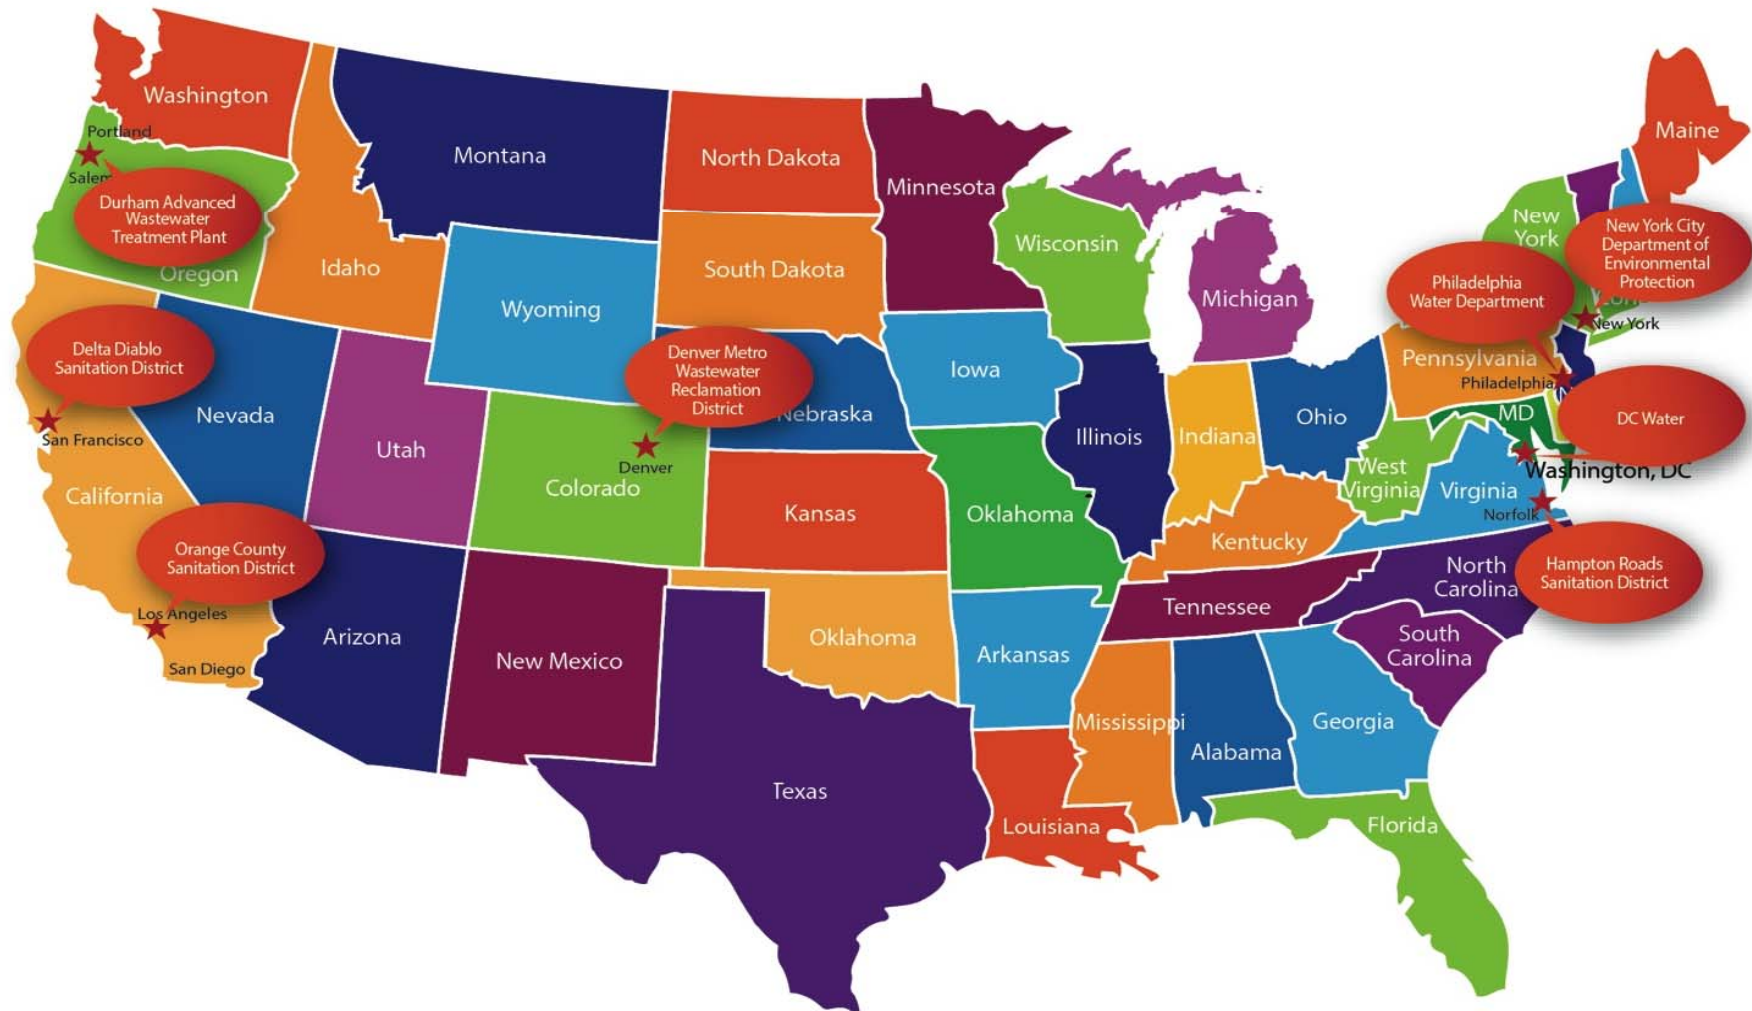 Washington
Portland
Salem
Durham Advanced
Wastewater
Treatment Plant
Oregon
Idaho
Montana
North Dakota
Minnesota
South Dakota
Wyoming
Wisconsin
Michigan
Maine
New
York
New York City
Department of
Environmental
Protection
New York
Philadelphia
Water Department
Pennsylvania
Philadelphia
Delta Diablo
Sanitation District
San Francisco
Nevada
Utah
California
Denver Metro
Wastewater
Reclamation
District
Nebraska
Denver
Colorado
Iowa
Illinois
Indiana
Ohio
MD
DC Water
Washington, DC
West
Virginia
Virginia
Norfolk
Kansas
Oklahoma
Kentucky
Hampton Roads
Sanitation District
North
Carolina
Orange County
Sanitation District
Los Angeles
San Diego
Arizona
New Mexico
Oklahoma
Arkansas
Tennessee
South
Carolina
Texas
Louisiana
Mississippi
Alabama
Georgia
Florida